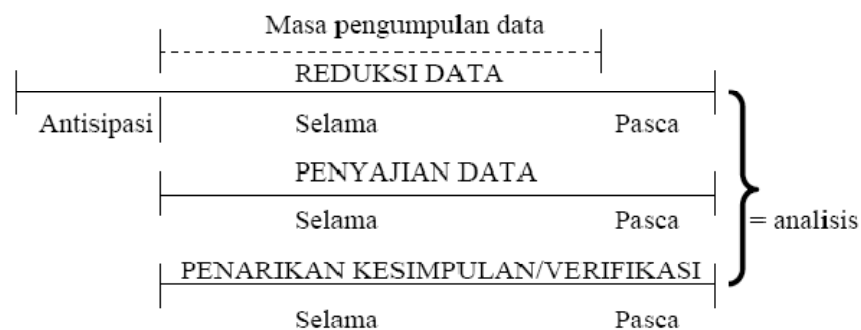 Masa pengumpulan data
REDUKSI DATA
Antisipasi Selama Pasca
PENYAJIAN DATA
Selama Pasca
= analisis
PENARIKAN KESIMPULAN/VERIFIKASI
Selama Pasca